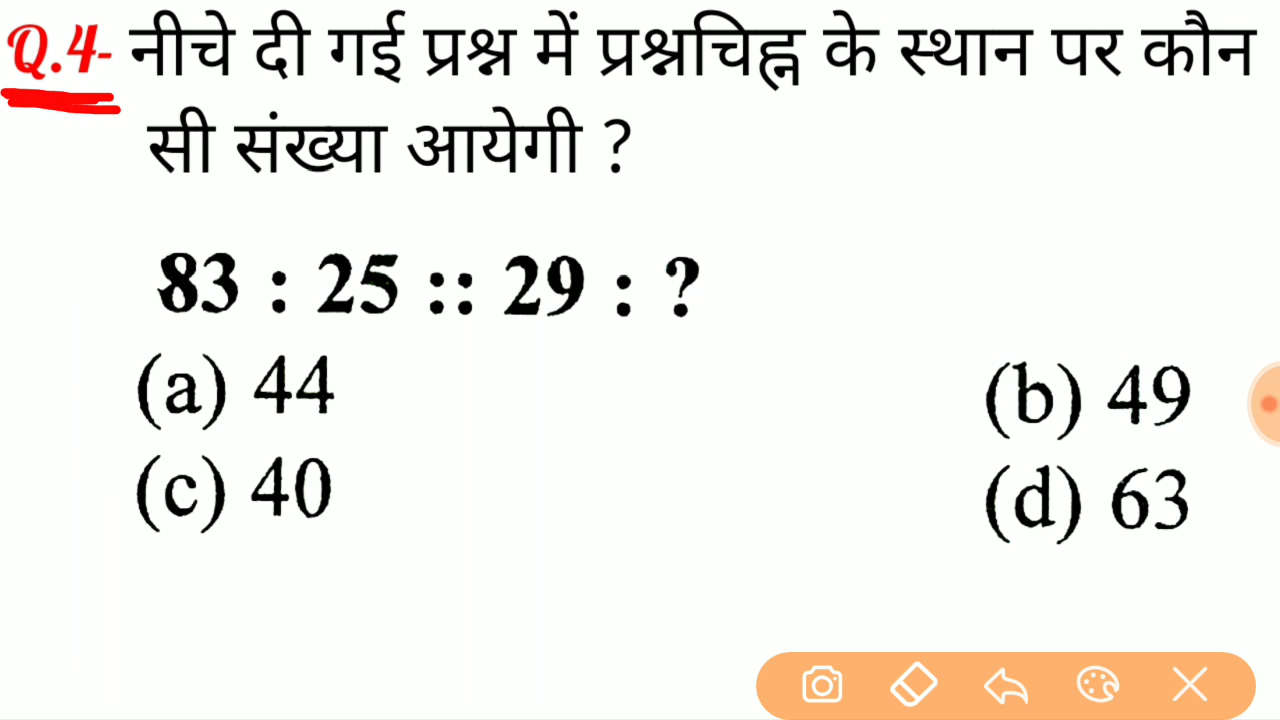 Q.4- नीचे दी गई प्रश्न में प्रश्नचिह्न के स्थान पर कौन
सी संख्या आयेगी ?
83 : 25 :: 29 : ?
(a) 44 (b) 49
(c) 40 (d) 63